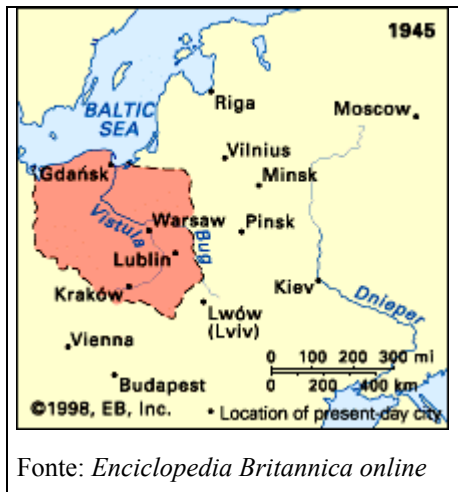 1945
Riga
Moscow
BALTIC
SEA
Vilnius
Minsk
Gdańsk
Vistula
Warsaw
Pinsk
Bug
Lublin
Kraków
Kiev
Dnieper
Lwów
(Lviv)
Vienna
0 100 200 300 mi
Budapest
0 200 400 km
©1998, EB, Inc.
• Location of present-day city
Fonte: Enciclopedia Britannica online